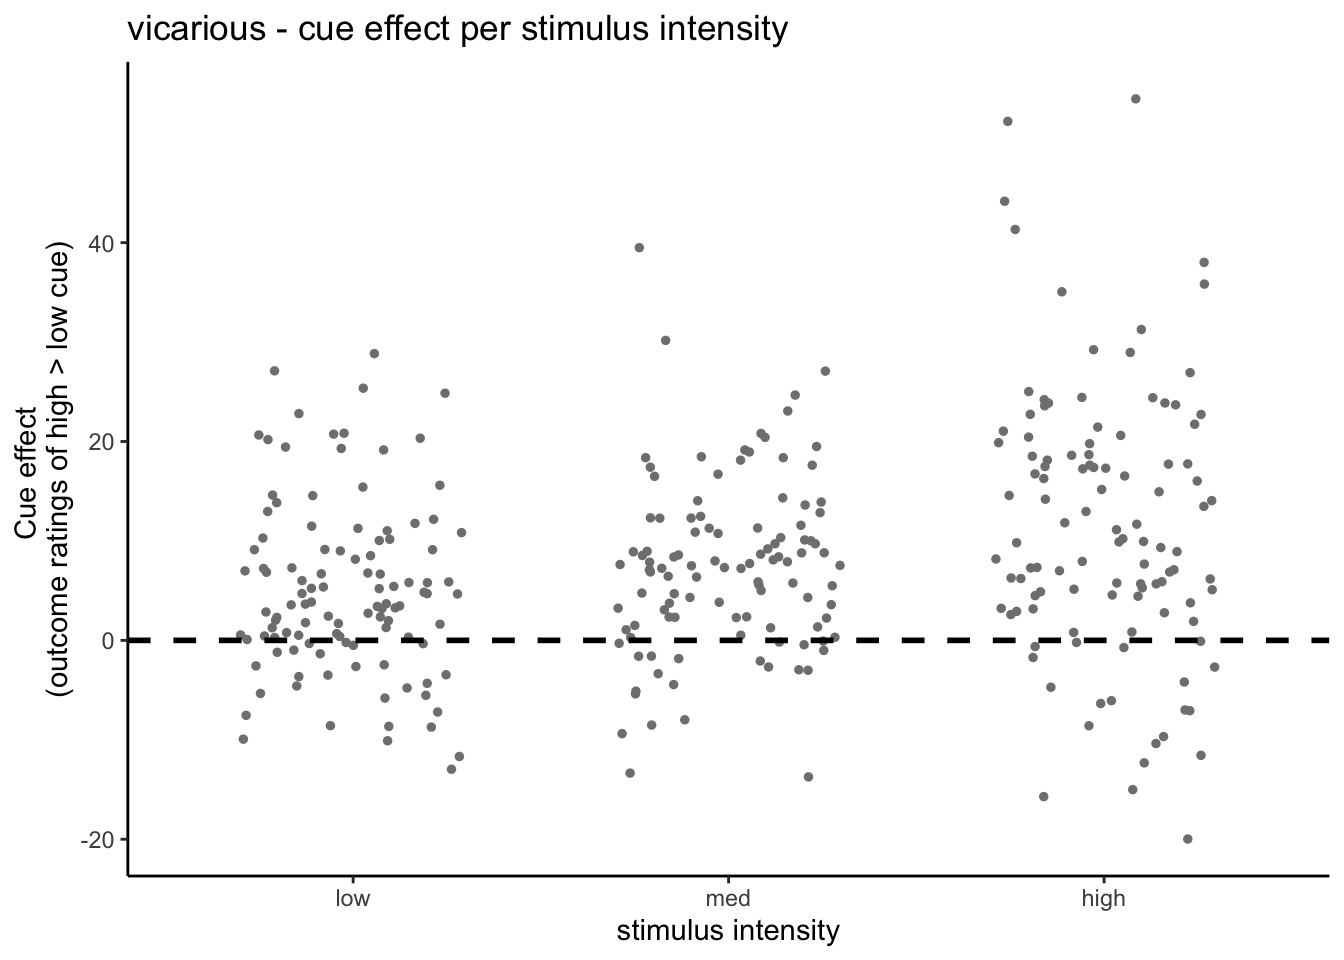 vicarious - cue effect per stimulus intensity
Cue effect
(outcome ratings of high > low cue)
40
20
0
-20
low
med
high
stimulus intensity